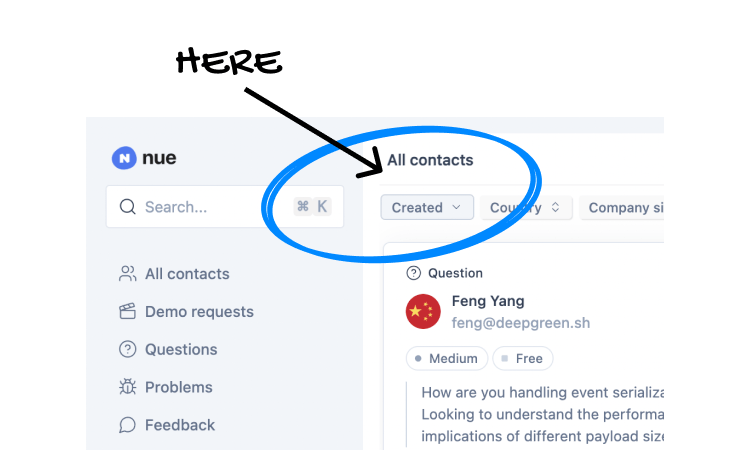 HERE
nue
All contacts
Search... ⌘ K
Created
Country
Company si
All contacts
Demo requests
Questions
Problems
Feedback
Question
Feng Yang
feng@deepgreen.sh
Medium
Free
How are you handling event serializa
Looking to understand the performa
implications of different payload size